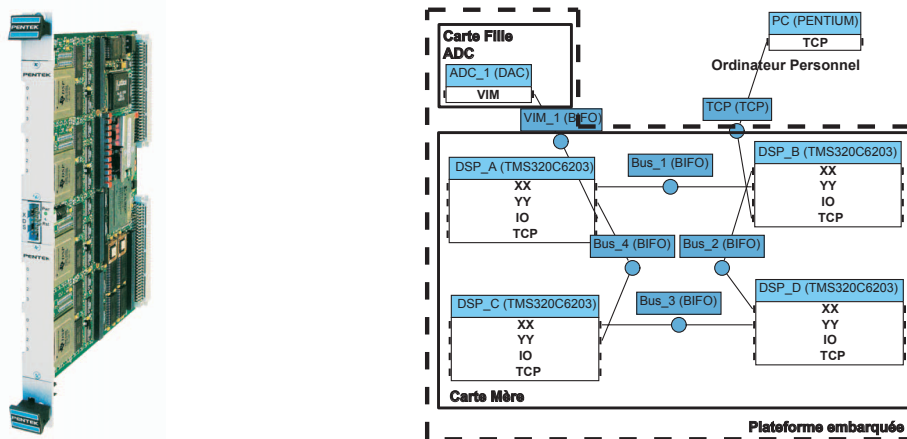 PENTEK
PENTEK
PENTEK
PENTEK
Carte Fille
ADC
ADC_1 (DAC)
VIM
PC (PENTIUM)
TCP
Ordinateur Personnel
VIM_1 (BIFO)
TCP (TCP)
DSP_A (TMS320C6203)
XX
YY
IO
TCP
Bus_1 (BIFO)
DSP_B (TMS320C6203)
XX
YY
IO
TCP
Bus_4 (BIFO)
Bus_2 (BIFO)
DSP_C (TMS320C6203)
XX
YY
IO
TCP
Bus_3 (BIFO)
DSP_D (TMS320C6203)
XX
YY
IO
TCP
Carte Mère
Plateforme embarquée